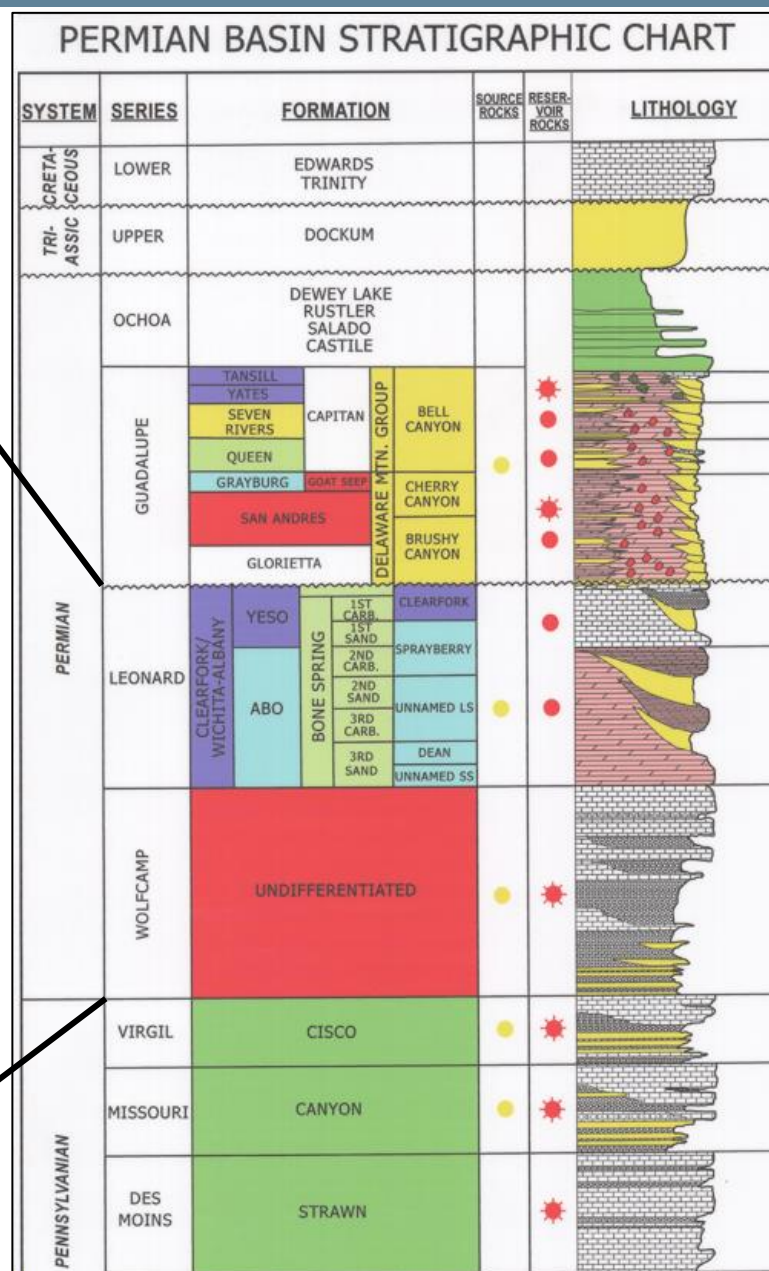 PERMIAN BASIN STRATIGRAPHIC CHART
SYSTEM
SERIES
FORMATION
SOURCE
ROCKS
RESER-
VOIR
ROCKS
LITHOLOGY
CRETA-
CEOUS
LOWER
EDWARDS
TRINITY
TRI-
ASSIC
UPPER
DOCKUM
PERMIAN
OCHOA
DEWEY LAKE
RUSTLER
SALADO
CASTILE
GUADALUPE
TANSILL
YATES
SEVEN
RIVERS
QUEEN
GRAYBURG
CAPITAN
GOAT SEEP
SAN ANDRES
GLORIETTA
DELAWARE MTN. GROUP
BELL
CANYON
CHERRY
CANYON
BRUSHY
CANYON
LEONARD
CLEARFORK/
WICHITA-ALBANY
YESO
ABO
BONE SPRING
1ST
CARB.
1ST
SAND
2ND
CARB.
2ND
SAND
3RD
CARB.
3RD
SAND
CLEARFORK
SPRAYBERRY
UNNAMED LS
DEAN
UNNAMED SS
WOLFCAMP
UNDIFFERENTIATED
PENNSYLVANIAN
VIRGIL
CISCO
MISSOURI
CANYON
DES
MOINS
STRAWN